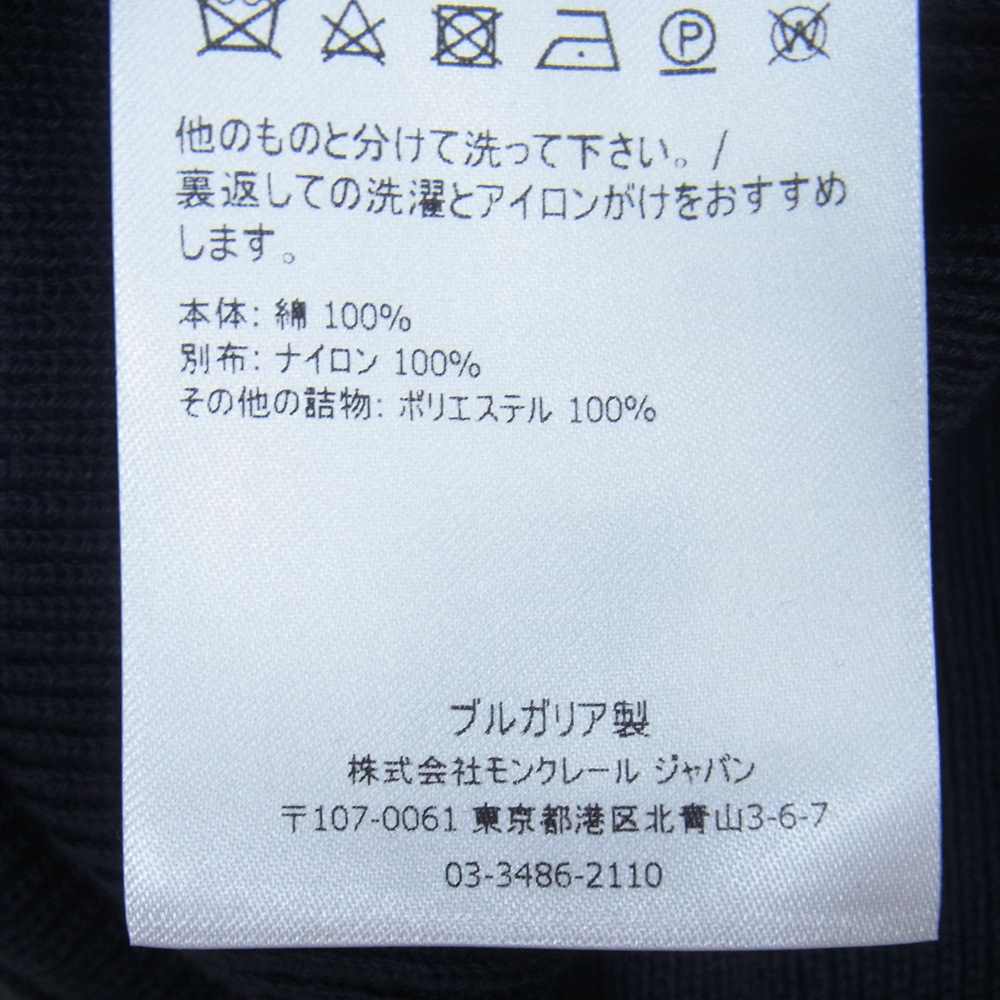 P W
他のものと分けて洗って下さい。/
裏返しての洗濯とアイロンがけをおすすめ
します。
本体: 綿 100%
別布: ナイロン 100%
その他の詰物: ポリエステル 100%
ブルガリア製
株式会社モンクレール ジャパン
〒107-0061 東京都港区北青山3-6-7
03-3486-2110